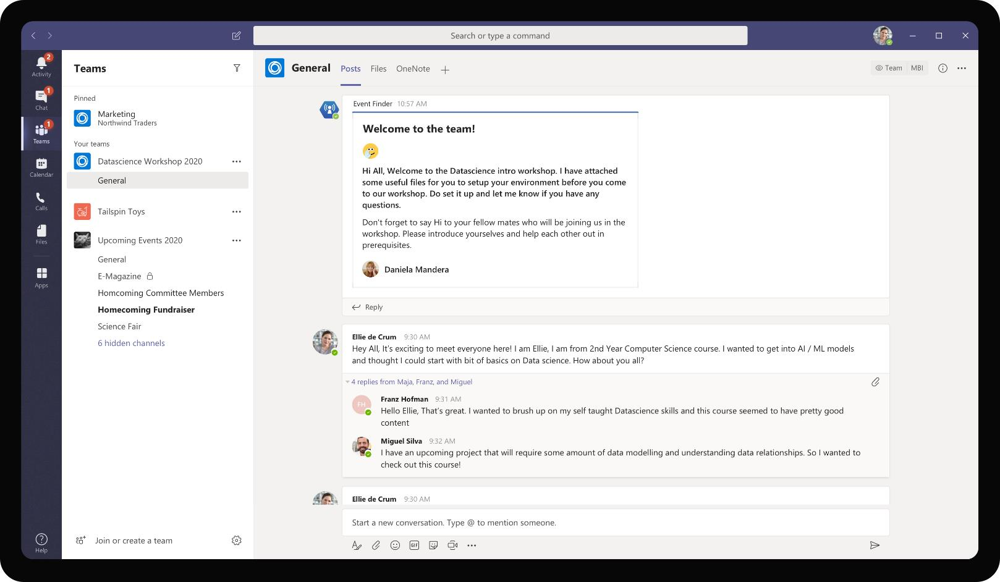 Search or type a command
2
Activity
1
Chat
1
Teams
Calendar
Calls
Files
Apps
Help
Teams
Pinned
Marketing
Northwind Traders
Your teams
Datascience Workshop 2020
General
Tailspin Toys
Upcoming Events 2020
General
E-Magazine
Homcoming Committee Members
Homecoming Fundraiser
Science Fair
6 hidden channels
Join or create a team
General Posts Files OneNote
Team MBI
Event Finder 10:57 AM
Welcome to the team!
Hi All, Welcome to the Datascience intro workshop. I have attached
some useful files for you to setup your environment before you come
to our workshop. Do set it up and let me know if you have any
questions.
Don't forget to say Hi to your fellow mates who will be joining us in the
workshop. Please introduce yourselves and help each other out in
prerequisites.
Daniela Mandera
Reply
Ellie de Crum 9:30 AM
Hey All, It's exciting to meet everyone here! I am Ellie, I am from 2nd Year Computer Science course. I wanted to get into AI / ML models
and thought I could start with bit of basics on Data science. How about you all?
4 replies from Maja, Franz, and Miguel
FH
Franz Hofman 9:31 AM
Hello Ellie, That's great. I wanted to brush up on my self taught Datascience skills and this course seemed to have pretty good
content
Miguel Silva 9:32 AM
I have an upcoming project that will require some amount of data modelling and understanding data relationships. So I wanted to
check out this course!
Ellie de Crum 9:30 AM
Start a new conversation. Type @ to mention someone.
GIF